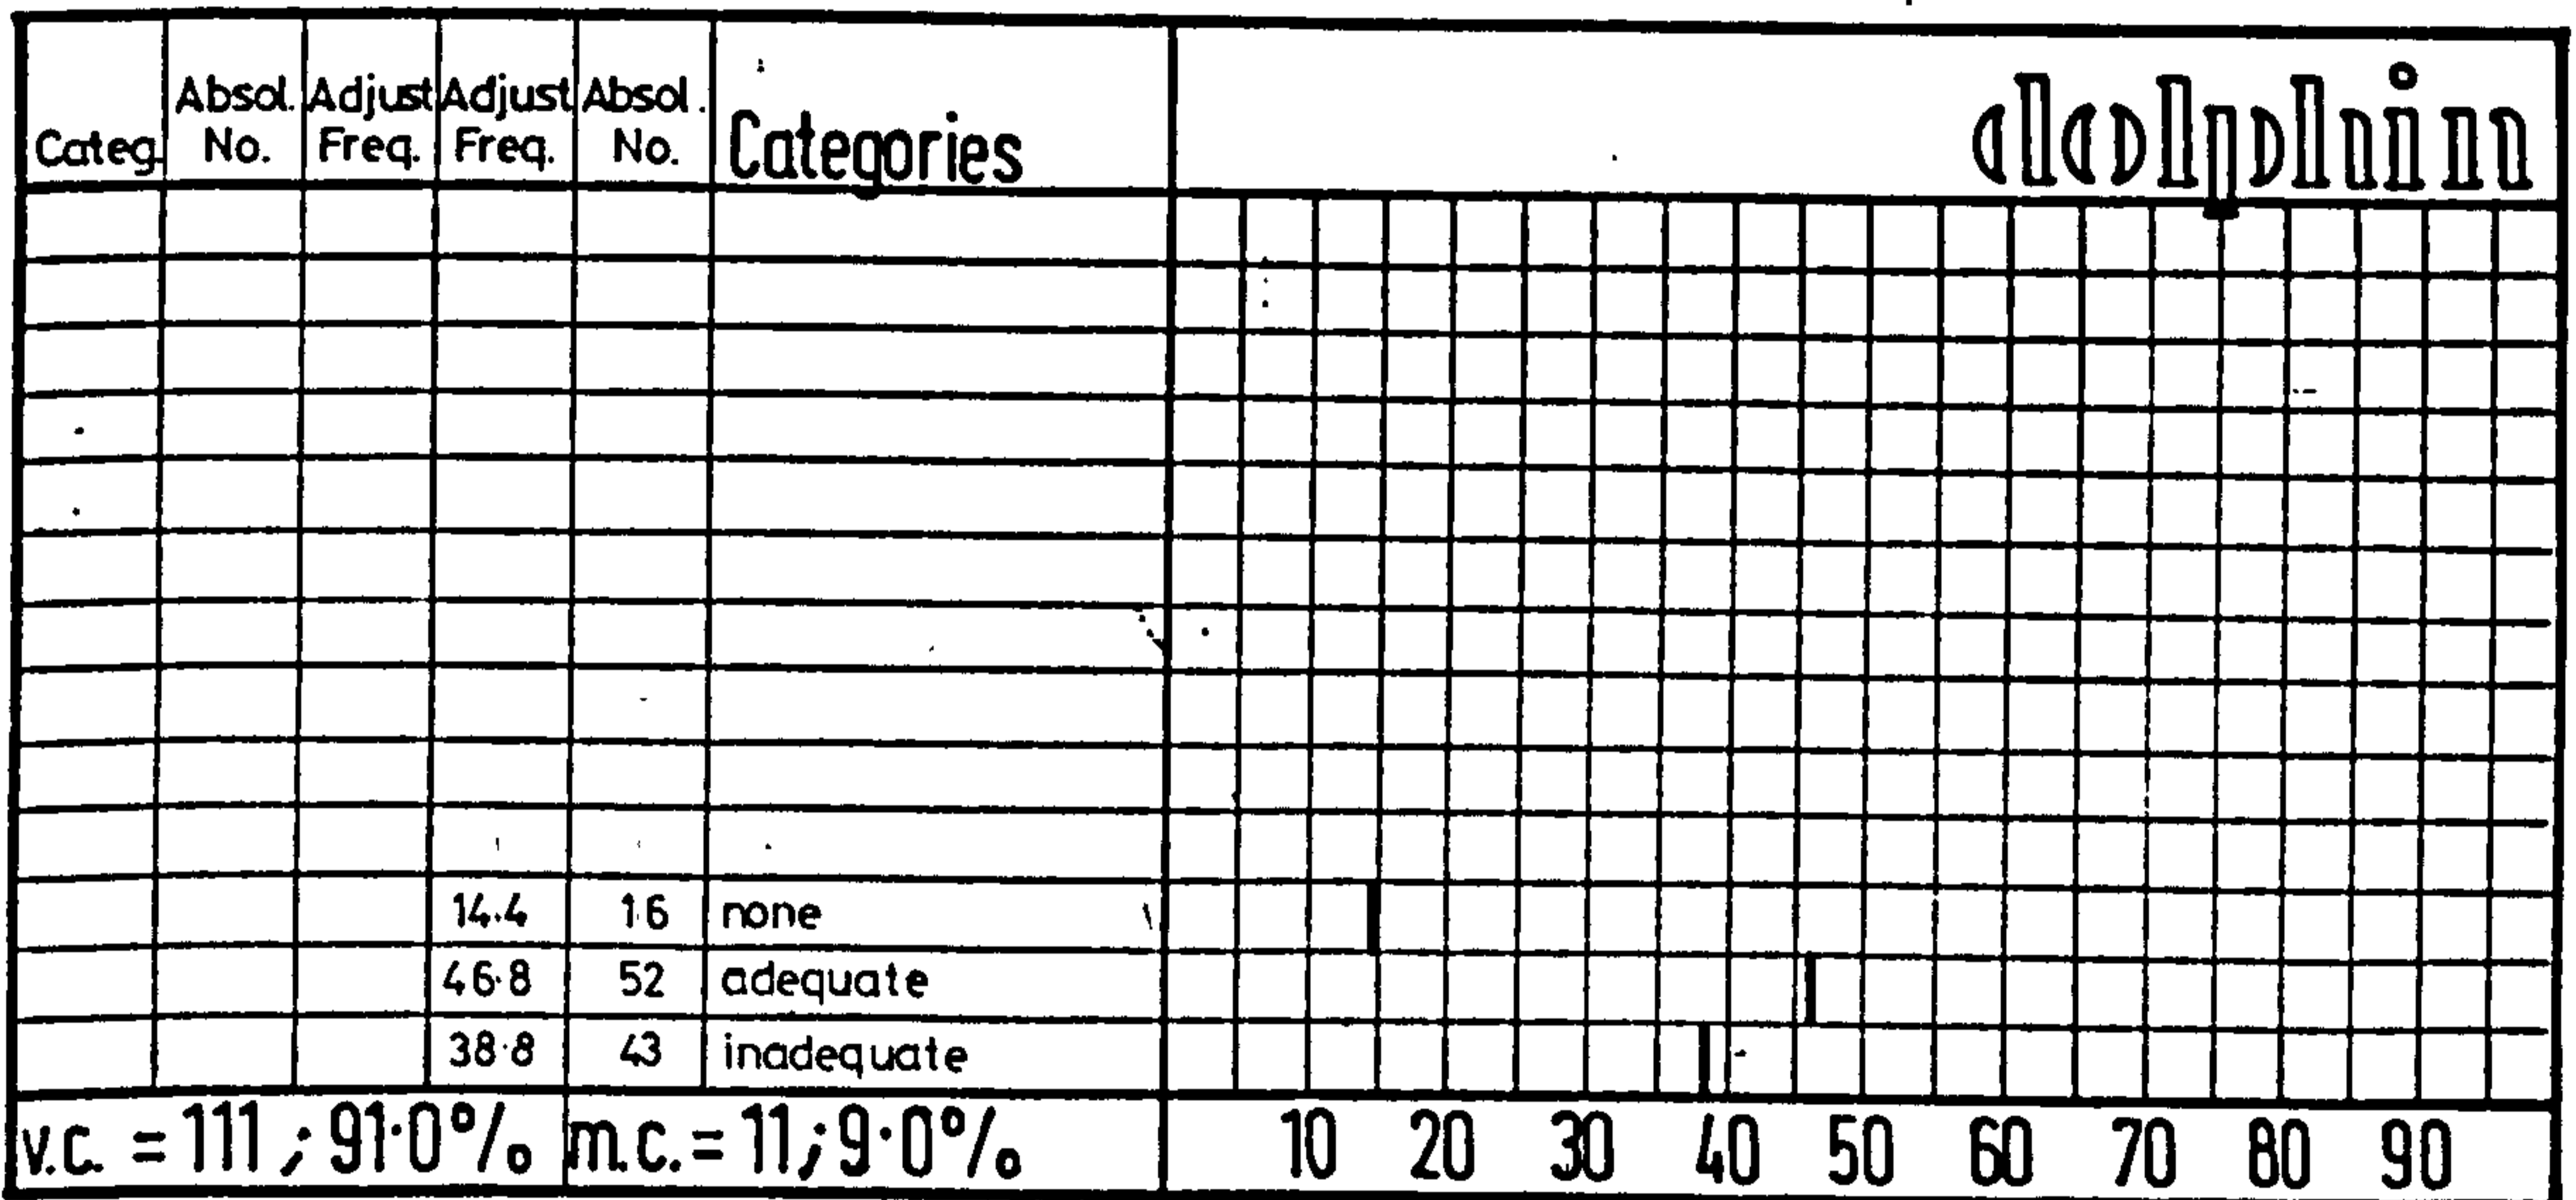 Categ. Absol. No. Adjust Freq. Adjust Freq. Absol. No. Categories
14.4 16 none
46.8 52 adequate
38.8 43 inadequate
v.c. = 111 ; 91.0% m.c. = 11; 9.0% 10 20 30 40 50 60 70 80 90